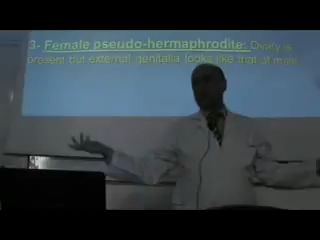 3- Female pseudo-hermaphrodite: Ovary is
present but external genitalia looks like that of male.